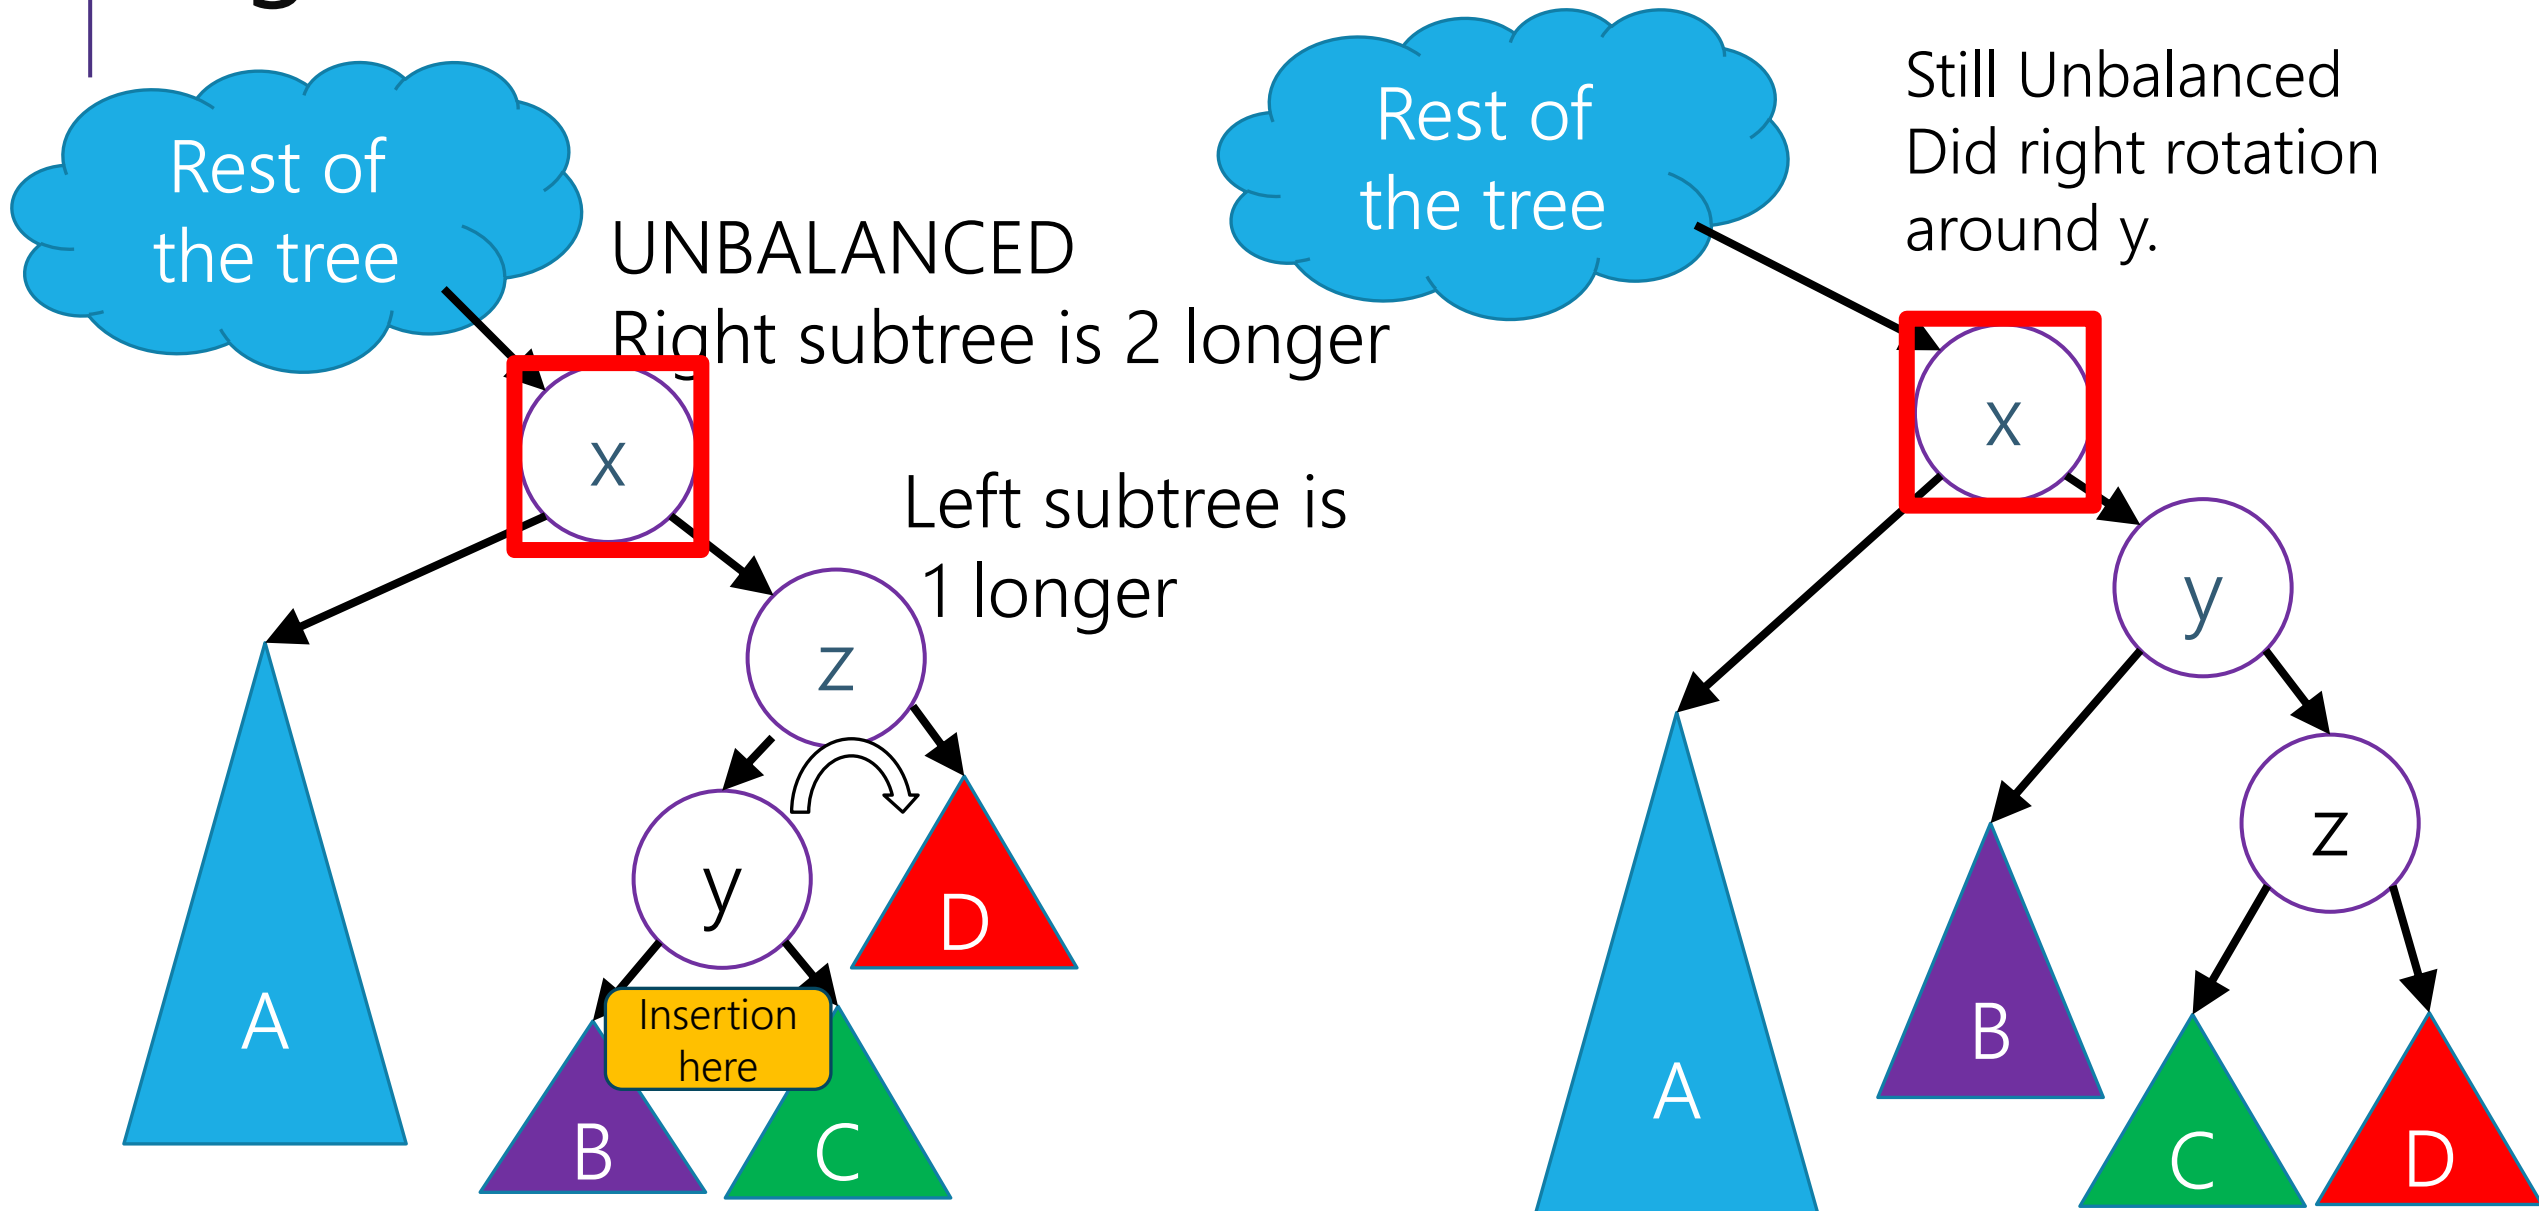 Rest of
the tree
UNBALANCED
Right subtree is 2 longer
x
Left subtree is
1 longer
z
y
D
A
Insertion
here
B
C
Rest of
the tree
Still Unbalanced
Did right rotation
around y.
x
y
z
A
B
C
D